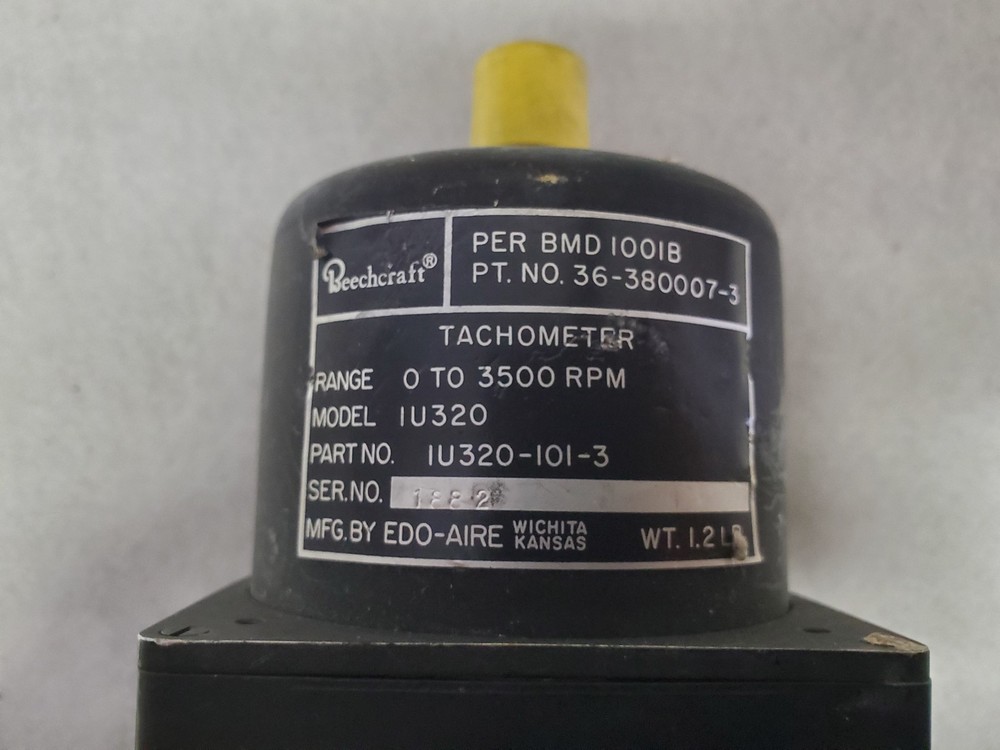 Beechcraft®
PER BMD 1001B
PT. NO. 36-380007-3
TACHOMETER
RANGE 0 TO 3500 RPM
MODEL 1U320
PART NO. 1U320-101-3
SER. NO. 1882
MFG. BY EDO-AIRE WICHITA KANSAS WT. 1.2 LB